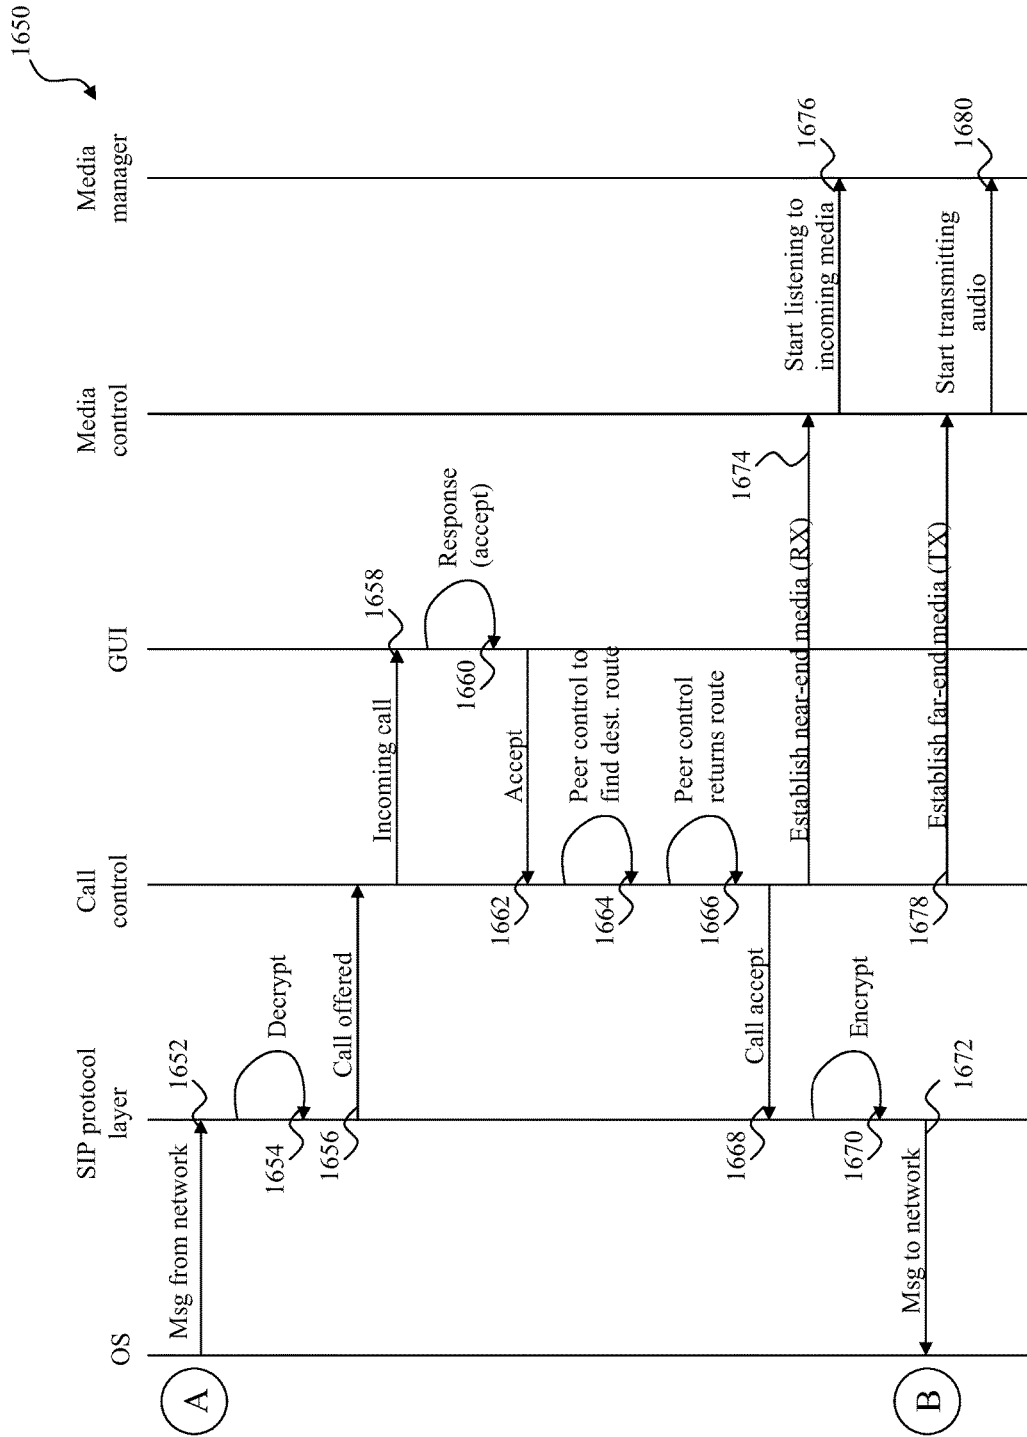 1650
OS
SIP protocol
layer
Call
control
GUI
Media
control
Media
manager
A
Msg from network
1652
Decrypt
1654
Call offered
1656
Incoming call
1658
Response
(accept)
1660
Accept
1662
Peer control to
find dest. route
1664
Peer control
returns route
1666
Call accept
1668
Establish near-end media (RX)
1674
Start listening to
incoming media
1676
Encrypt
1670
B
Msg to network
1672
Establish far-end media (TX)
1678
Start transmitting
audio
1680